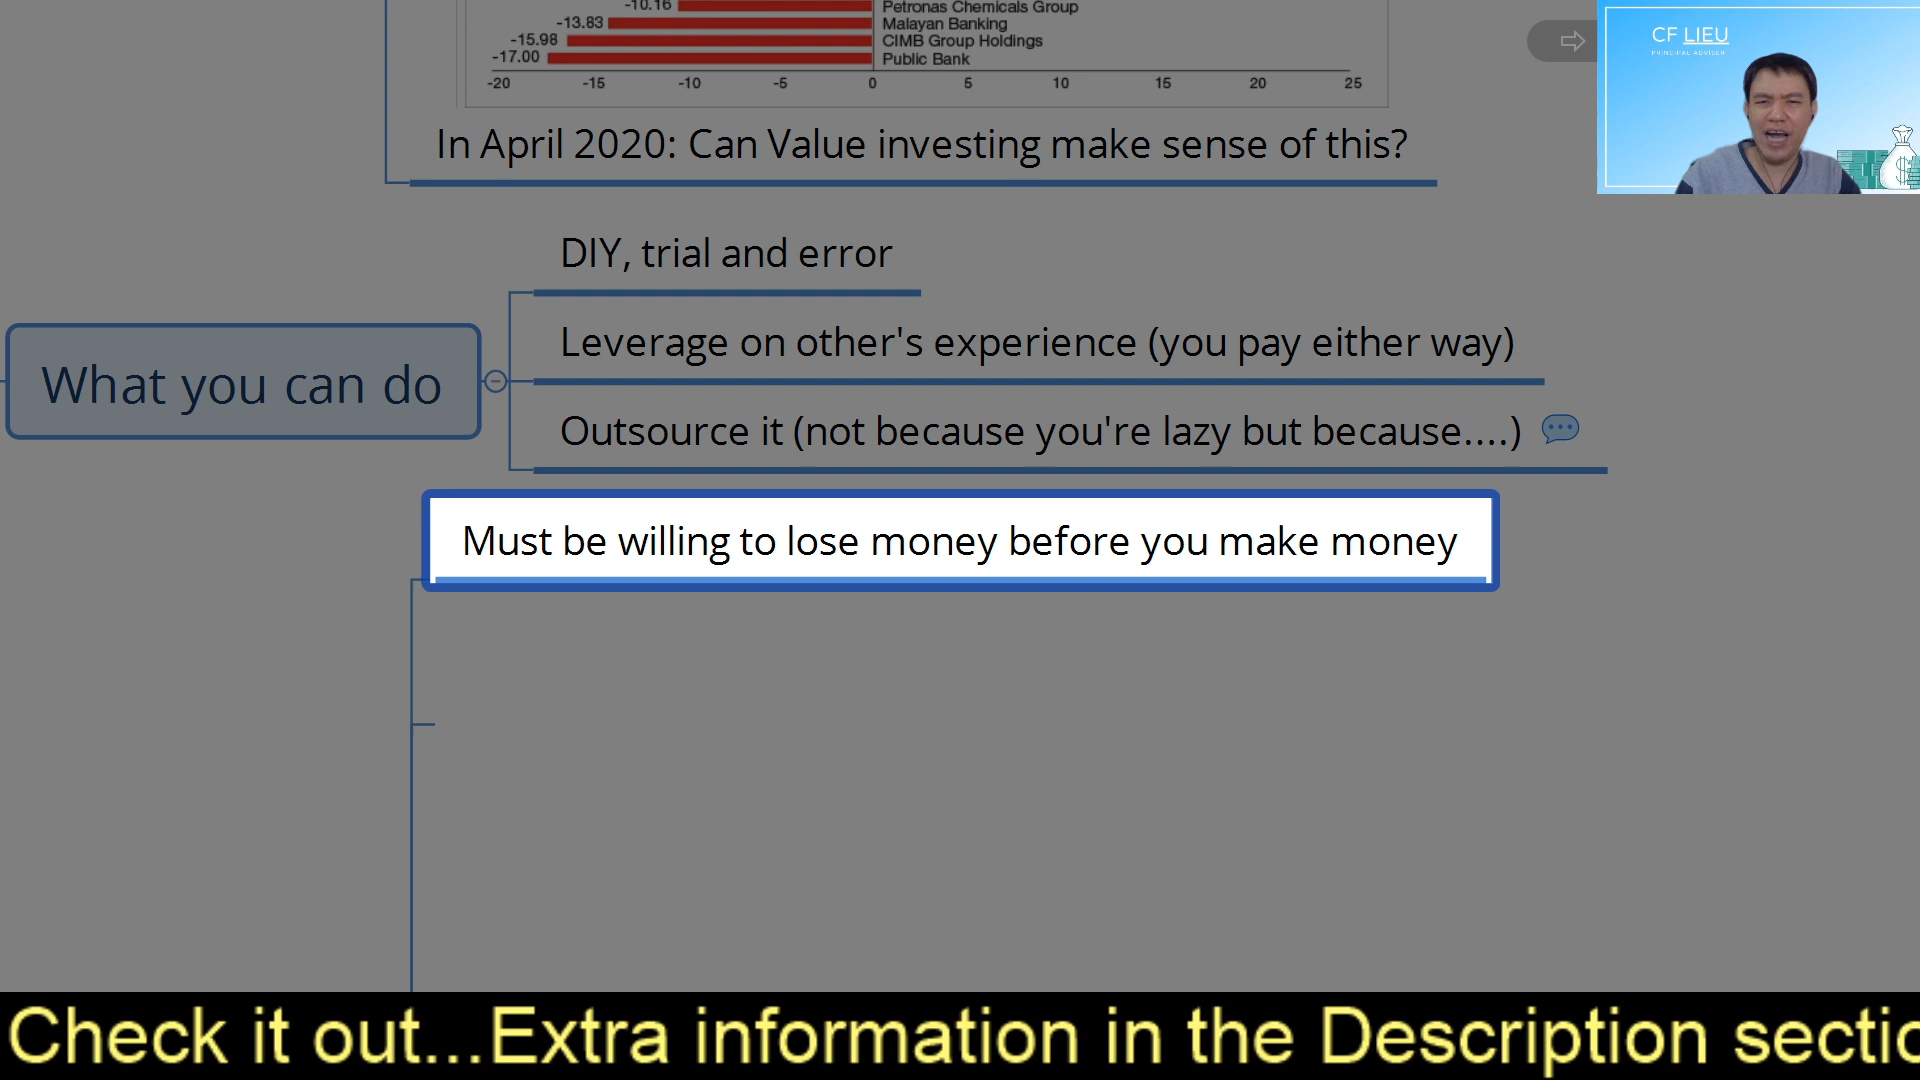 -10.16 Petronas Chemicals Group
-13.83 Malayan Banking
-15.98 CIMB Group Holdings
-17.00 Public Bank
-20 -15 -10 -5 0 5 10 15 20 25
CF LIEU
PRINCIPAL ADVISER
In April 2020: Can Value investing make sense of this?
DIY, trial and error
Leverage on other's experience (you pay either way)
What you can do
Outsource it (not because you're lazy but because....)
Must be willing to lose money before you make money
Check it out...Extra information in the Description sectio